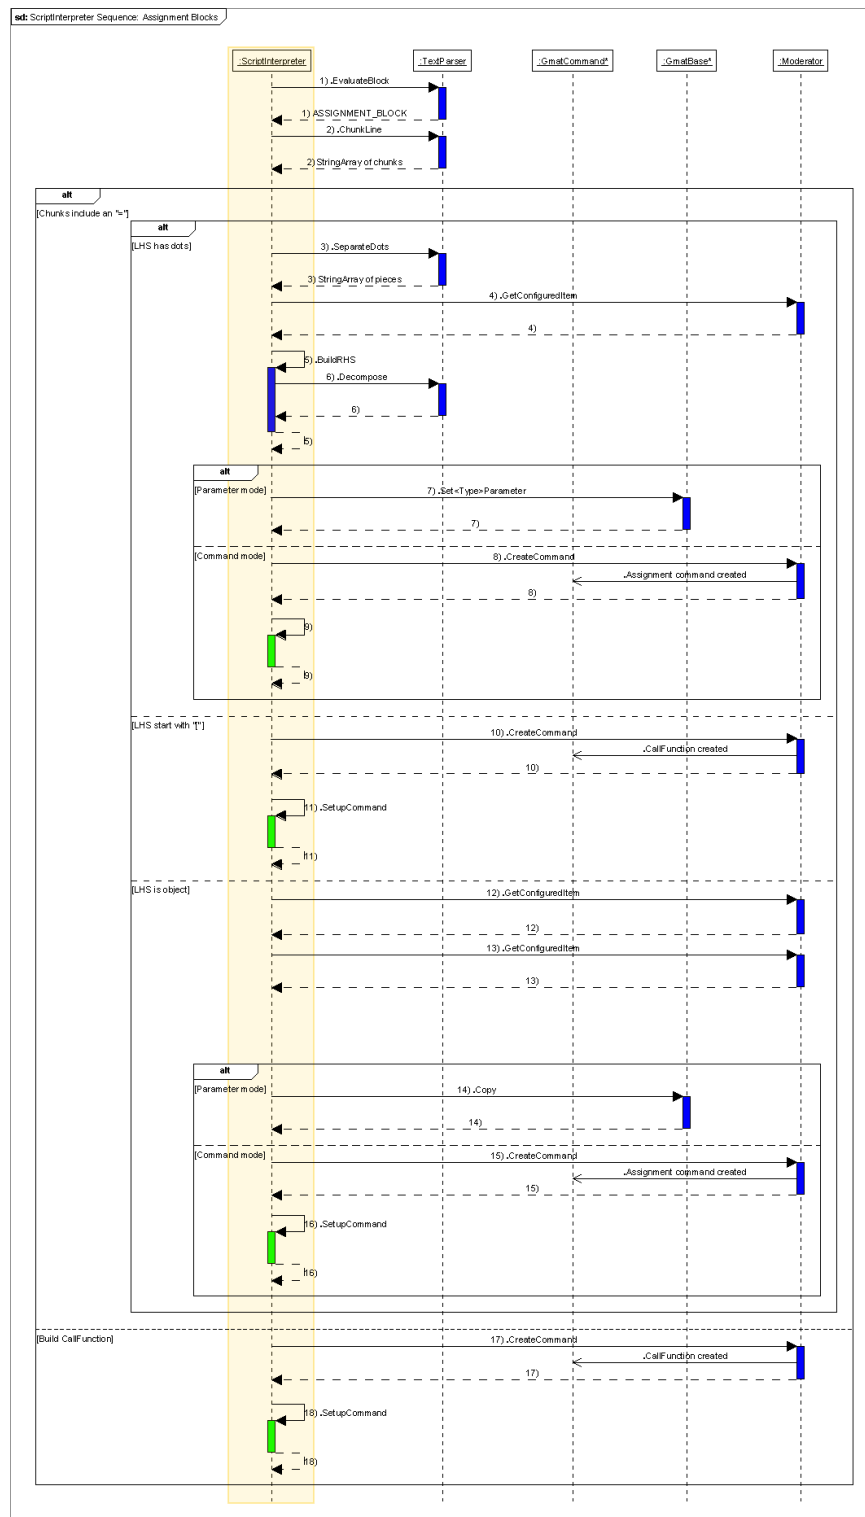 sd: ScriptInterpreter Sequence: Assignment Blocks
:ScriptInterpreter :TextParser :GmatCommand* :GmatBase* :Moderator
1) .EvaluateBlock
1) ASSIGNMENT_BLOCK
2) .ChunkLine
2) StringArray of chunks
alt
[Chunks include an "="]
alt
[LHS has dots]
3) .SeparateDots
3) StringArray of pieces
4) .GetConfiguredItem
4)
5) .BuildRHS
6) .Decompose
6)
5)
alt
[Parameter mode]
7) .Set<Type>Parameter
7)
[Command mode]
8) .CreateCommand
.Assignment command created
8)
9)
9)
[LHS start with "["]
10) .CreateCommand
.CallFunction created
10)
11) .SetupCommand
11)
[LHS is object]
12) .GetConfiguredItem
12)
13) .GetConfiguredItem
13)
alt
[Parameter mode]
14) .Copy
14)
[Command mode]
15) .CreateCommand
.Assignment command created
15)
16) .SetupCommand
16)
[Build CallFunction]
17) .CreateCommand
.CallFunction created
17)
18) .SetupCommand
18)